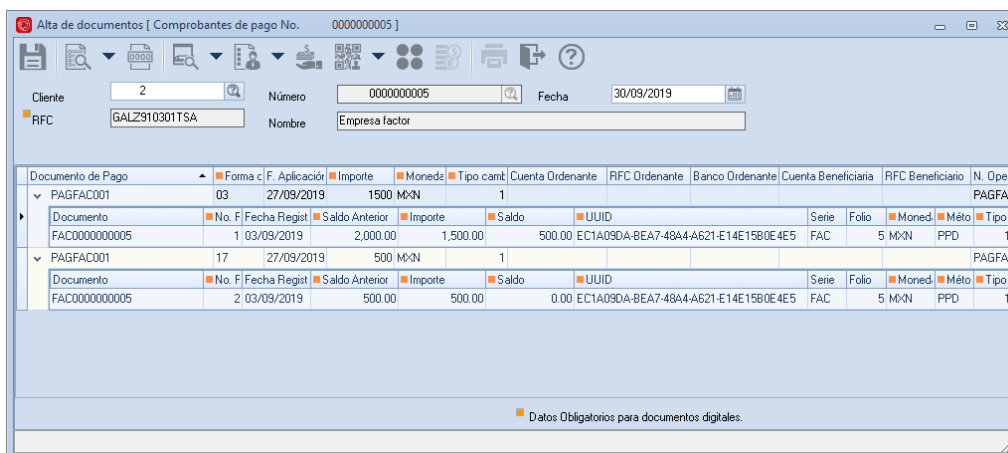 Alta de documentos [ Comprobantes de pago No. 0000000005 ]
Cliente 2 Número 0000000005 Fecha 30/09/2019
RFC GALZ910301TSA Nombre Empresa factor
Documento de Pago Forma c F. Aplicación Importe Moneda Tipo camb Cuenta Ordenante RFC Ordenante Banco Ordenante Cuenta Beneficiaria RFC Beneficiario N. Ope
PAGFAC001 03 27/09/2019 1500 MXN 1 PAGFA
Documento No. F Fecha Regist Saldo Anterior Importe Saldo UUID Serie Folio Moned. Méto Tipo
FAC0000000005 1 03/09/2019 2,000.00 1,500.00 500.00 EC1A09DA-BEA7-48A4-A621-E14E15B0E4E5 FAC 5 MXN PPD 1
PAGFAC001 17 27/09/2019 500 MXN 1 PAGFA
Documento No. F Fecha Regist Saldo Anterior Importe Saldo UUID Serie Folio Moned. Méto Tipo
FAC0000000005 2 03/09/2019 500.00 500.00 0.00 EC1A09DA-BEA7-48A4-A621-E14E15B0E4E5 FAC 5 MXN PPD 1
Datos Obligatorios para documentos digitales.